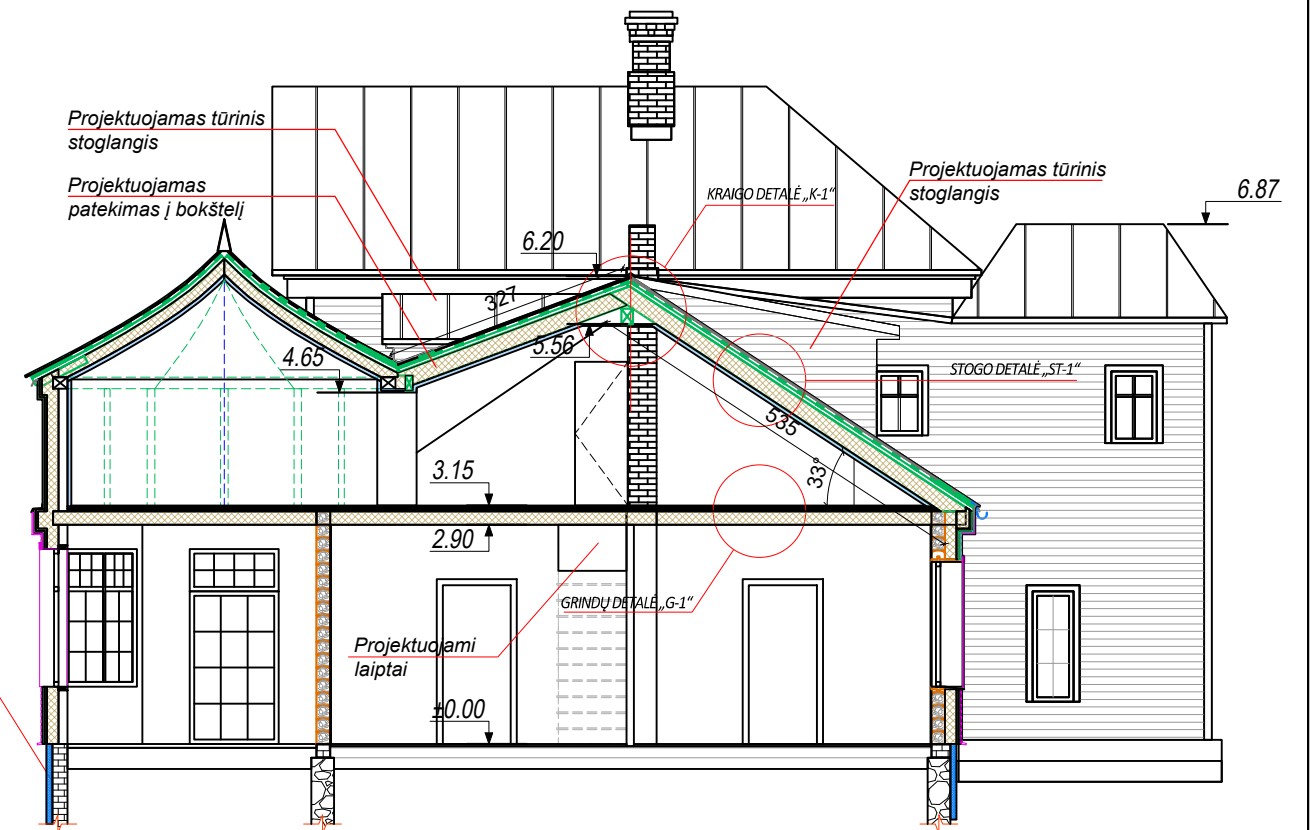 Projektuojamas tūrinis
stoglangis
Projektuojamas
patekimas į bokštelį
KRAIGO DETALĖ „K-1“
Projektuojamas tūrinis
stoglangis
6.87
6.20
327
5.56
4.65
STOGO DETALĖ „ST-1“
535
33°
3.15
2.90
GRINDŲ DETALĖ „G-1“
Projektuojami
laiptai
±0.00